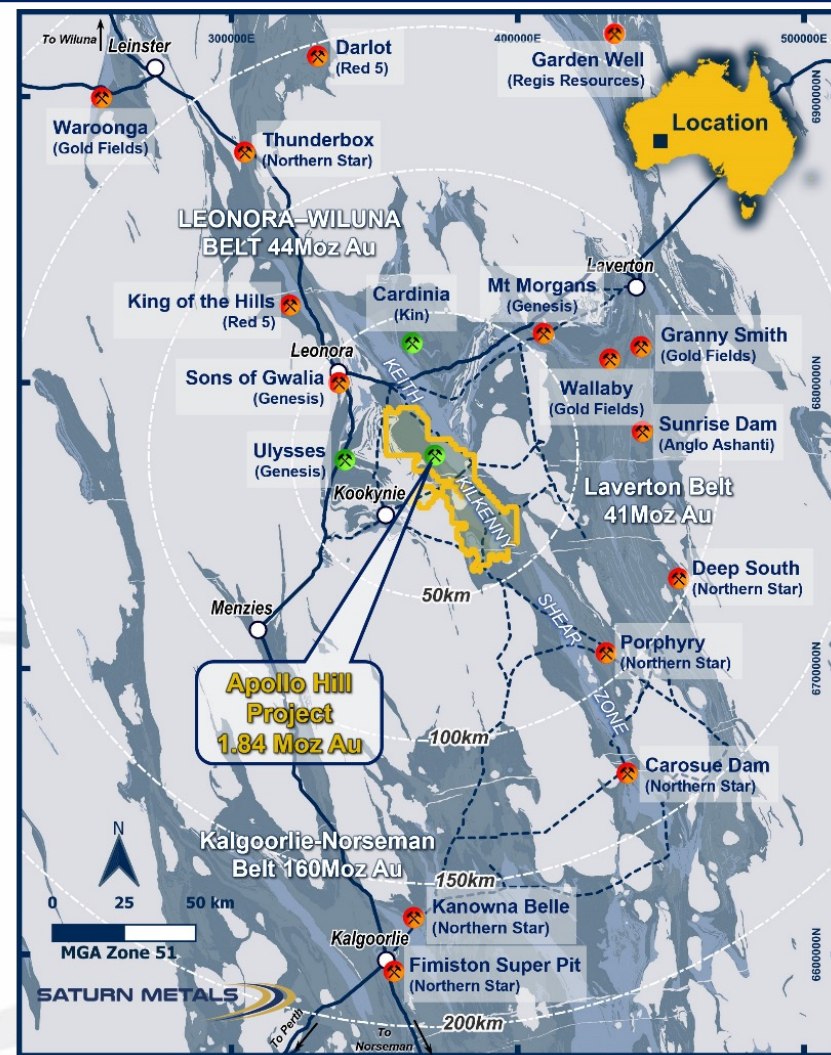 To Wiluna
Leinster
300000E
400000E
500000E
Darlot
(Red 5)
Garden Well
(Regis Resources)
Location
Waroonga
(Gold Fields)
Thunderbox
(Northern Star)
6900000N
LEONORA–WILUNA
BELT 44Moz Au
Laverton
King of the Hills
(Red 5)
Cardinia
(Kin)
Mt Morgans
(Genesis)
Granny Smith
(Gold Fields)
Leonora
KEITH
Sons of Gwalia
(Genesis)
Wallaby
(Gold Fields)
6800000N
Sunrise Dam
(Anglo Ashanti)
Ulysses
(Genesis)
Kookynie
KILKENNY
Laverton Belt
41Moz Au
Deep South
(Northern Star)
50km
Menzies
SHEAR
Porphyry
(Northern Star)
6700000N
Apollo Hill
Project
1.84 Moz Au
ZONE
100km
Carosue Dam
(Northern Star)
Kalgoorlie-Norseman
Belt 160Moz Au
N
150km
0 25 50 km
MGA Zone 51
Kanowna Belle
(Northern Star)
Kalgoorlie
6600000N
Fimiston Super Pit
(Northern Star)
SATURN METALS
200km
To Perth
To
Norseman